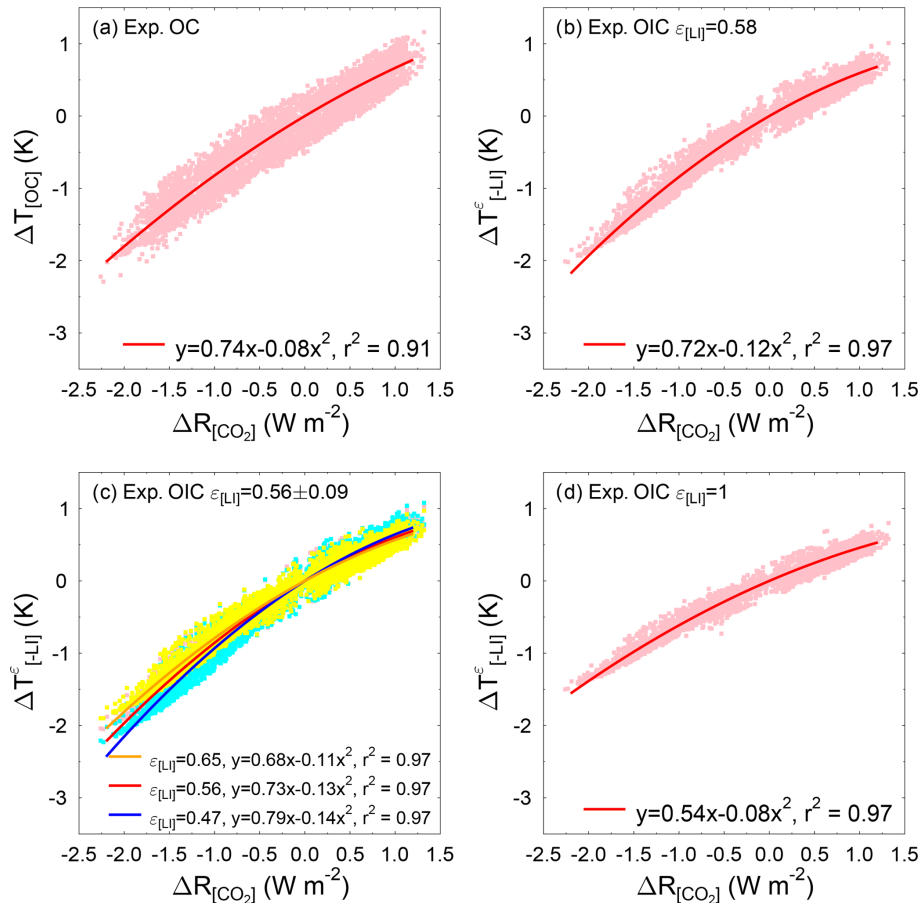 (a) Exp. OC
1
0
-1
-2
-3
ΔT[OC] (K)
y=0.74x-0.08x², r² = 0.91
-2.5 -2.0 -1.5 -1.0 -0.5 0.0 0.5 1.0 1.5
ΔR[CO₂] (W m⁻²)
(b) Exp. OIC ε[LI]=0.58
1
0
-1
-2
-3
ΔTᵋ[-LI] (K)
y=0.72x-0.12x², r² = 0.97
-2.5 -2.0 -1.5 -1.0 -0.5 0.0 0.5 1.0 1.5
ΔR[CO₂] (W m⁻²)
(c) Exp. OIC ε[LI]=0.56±0.09
1
0
-1
-2
-3
ΔTᵋ[-LI] (K)
ε[LI]=0.65, y=0.68x-0.11x², r² = 0.97
ε[LI]=0.56, y=0.73x-0.13x², r² = 0.97
ε[LI]=0.47, y=0.79x-0.14x², r² = 0.97
-2.5 -2.0 -1.5 -1.0 -0.5 0.0 0.5 1.0 1.5
ΔR[CO₂] (W m⁻²)
(d) Exp. OIC ε[LI]=1
1
0
-1
-2
-3
ΔTᵋ[-LI] (K)
y=0.54x-0.08x², r² = 0.97
-2.5 -2.0 -1.5 -1.0 -0.5 0.0 0.5 1.0 1.5
ΔR[CO₂] (W m⁻²)